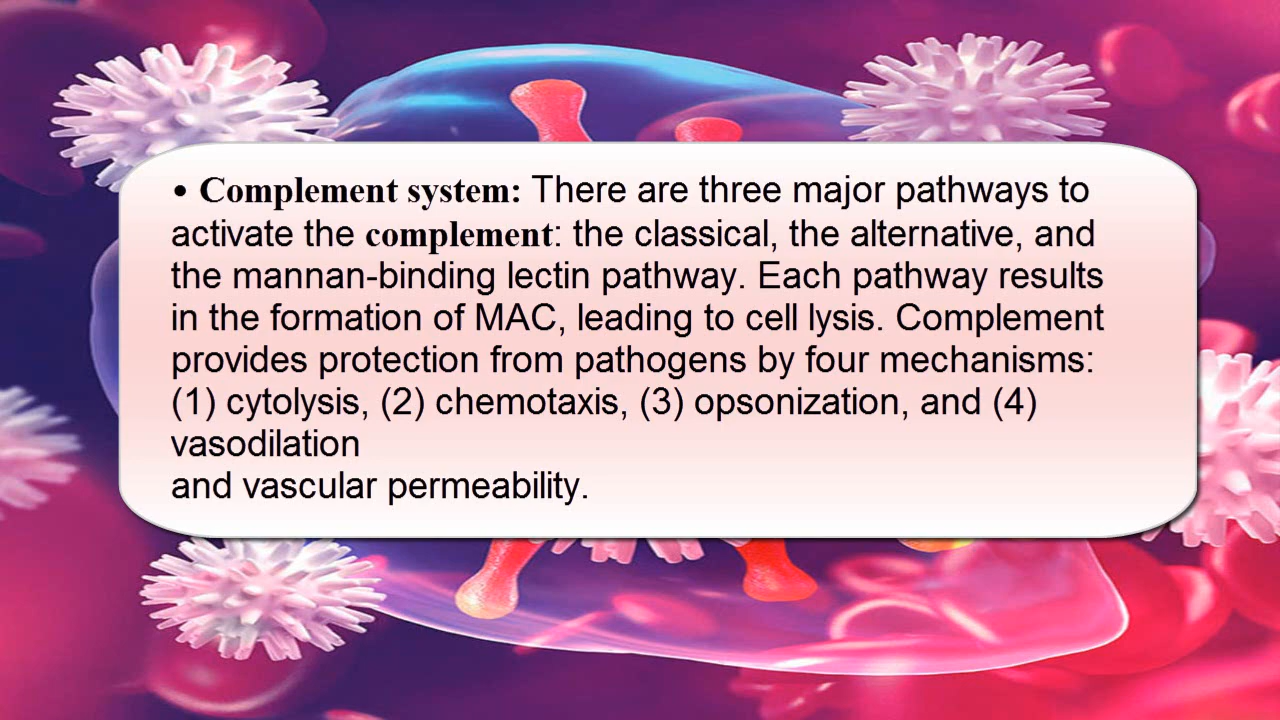 • Complement system: There are three major pathways to
activate the complement: the classical, the alternative, and
the mannan-binding lectin pathway. Each pathway results
in the formation of MAC, leading to cell lysis. Complement
provides protection from pathogens by four mechanisms:
(1) cytolysis, (2) chemotaxis, (3) opsonization, and (4)
vasodilation
and vascular permeability.